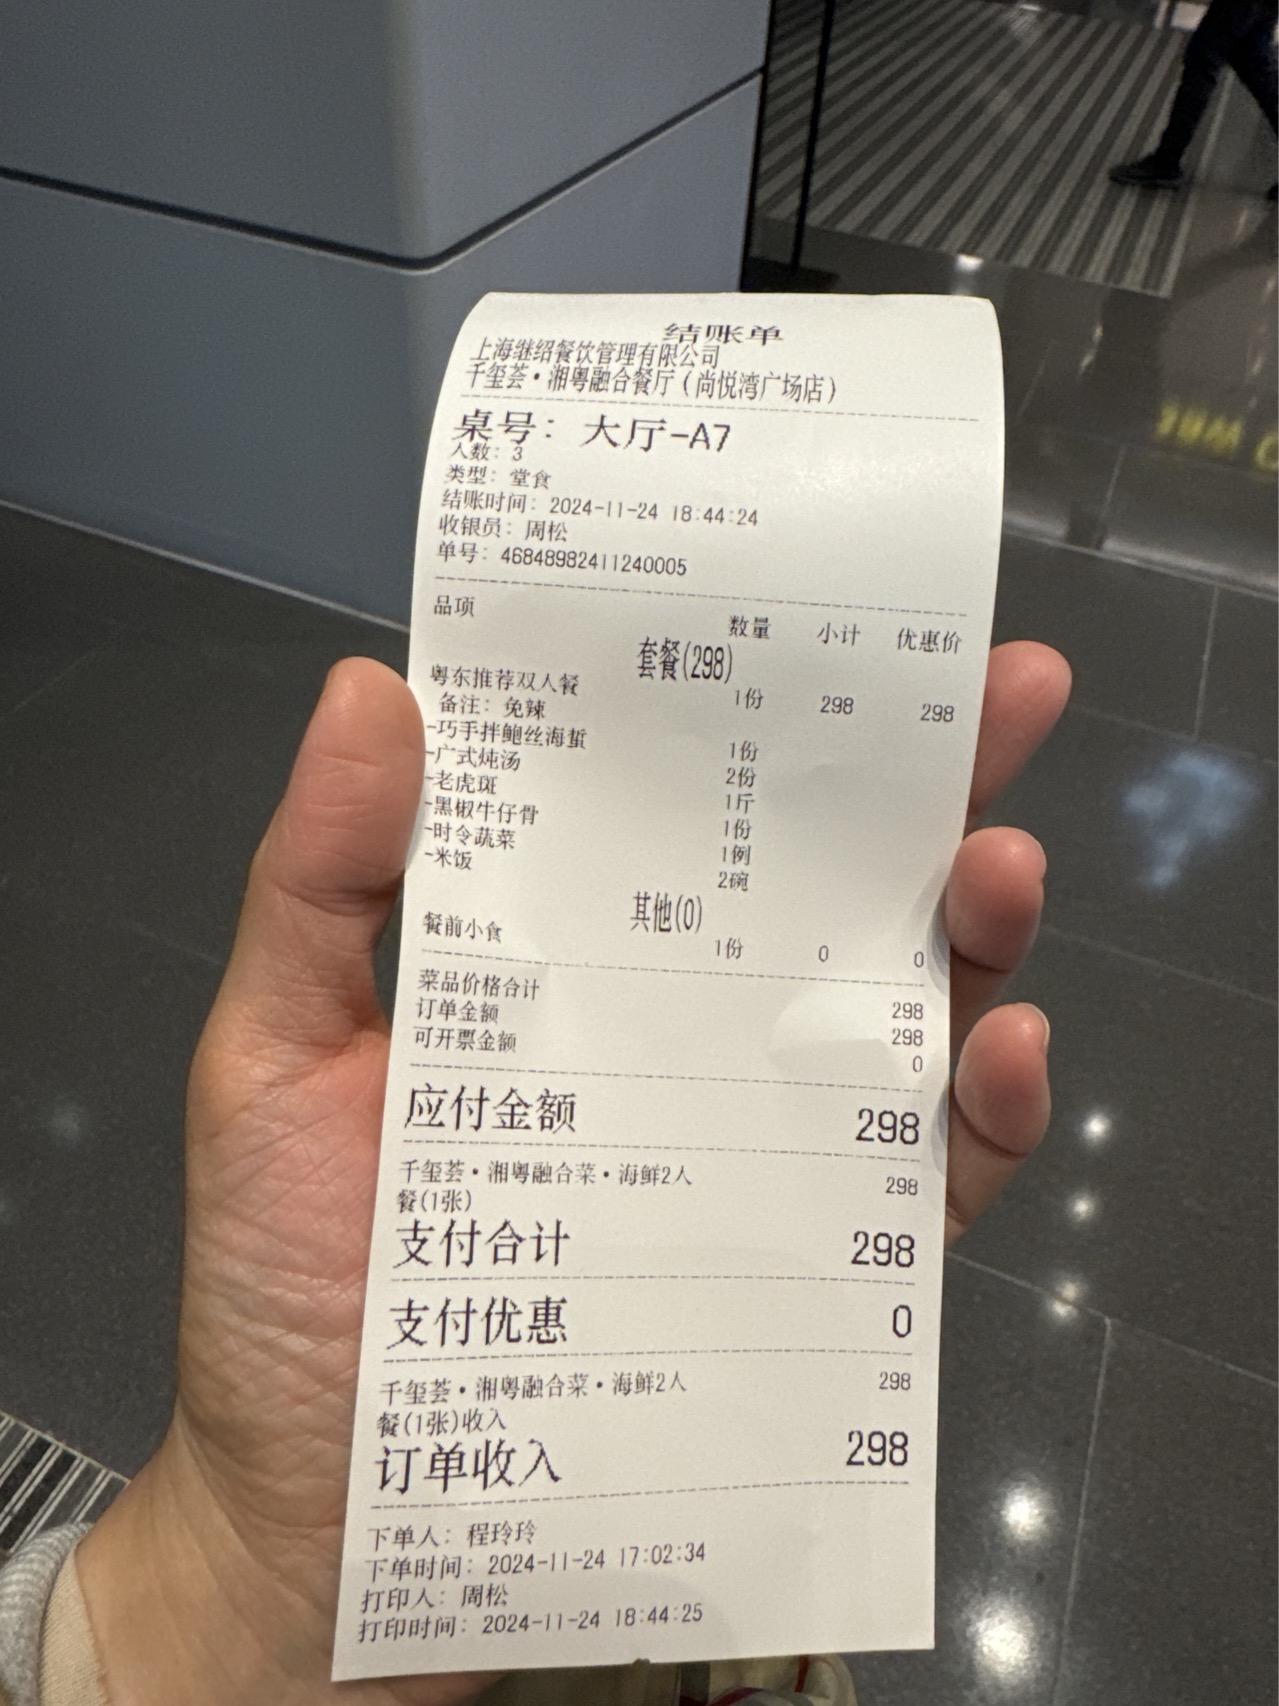 结账单
上海继绍餐饮管理有限公司
千玺荟·湘粤融合餐厅(尚悦湾广场店)
桌号: 大厅-A7
人数: 3
类型: 堂食
结账时间: 2024-11-24 18:44:24
收银员: 周松
单号: 46848982411240005
品项 数量 小计 优惠价
套餐(298)
粤东推荐双人餐 1份 298 298
备注: 免辣
-巧手拌鲍丝海蜇 1份
-广式炖汤 2份
-老虎斑 1斤
-黑椒牛仔骨 1份
-时令蔬菜 1例
-米饭 2碗
其他(0)
餐前小食 1份 0 0
菜品价格合计 298
订单金额 298
可开票金额 0
应付金额 298
千玺荟·湘粤融合菜·海鲜2人 298
餐(1张)
支付合计 298
支付优惠 0
千玺荟·湘粤融合菜·海鲜2人 298
餐(1张)收入
订单收入 298
下单人: 程玲玲
下单时间: 2024-11-24 17:02:34
打印人: 周松
打印时间: 2024-11-24 18:44:25